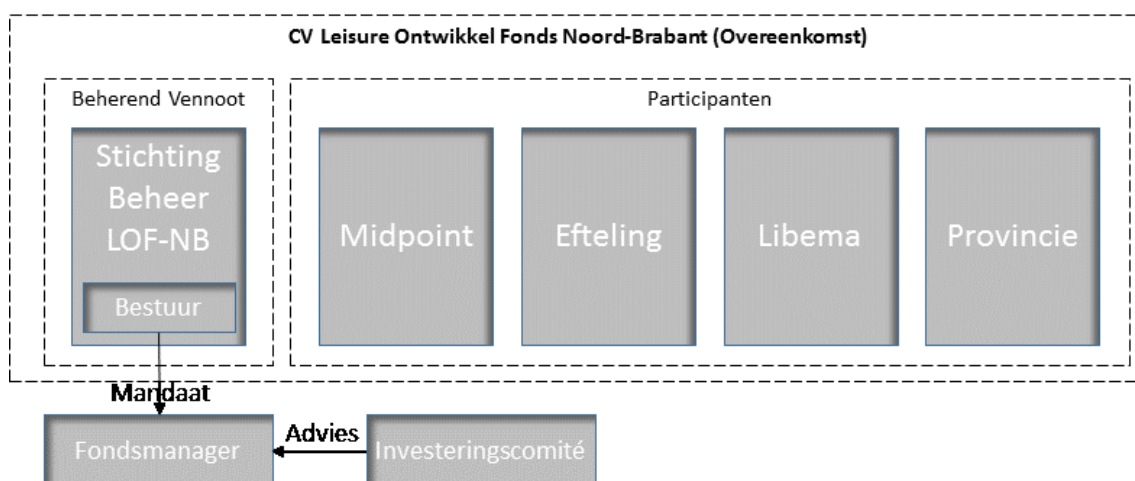 CV Leisure Ontwikkel Fonds Noord-Brabant (Overeenkomst)
Beherend Vennoot
Participanten
Stichting
Beheer
LOF-NB
Bestuur
Midpoint
Efteling
Libema
Provincie
Mandaat
Fondsmanager
Advies
Investeringscomité